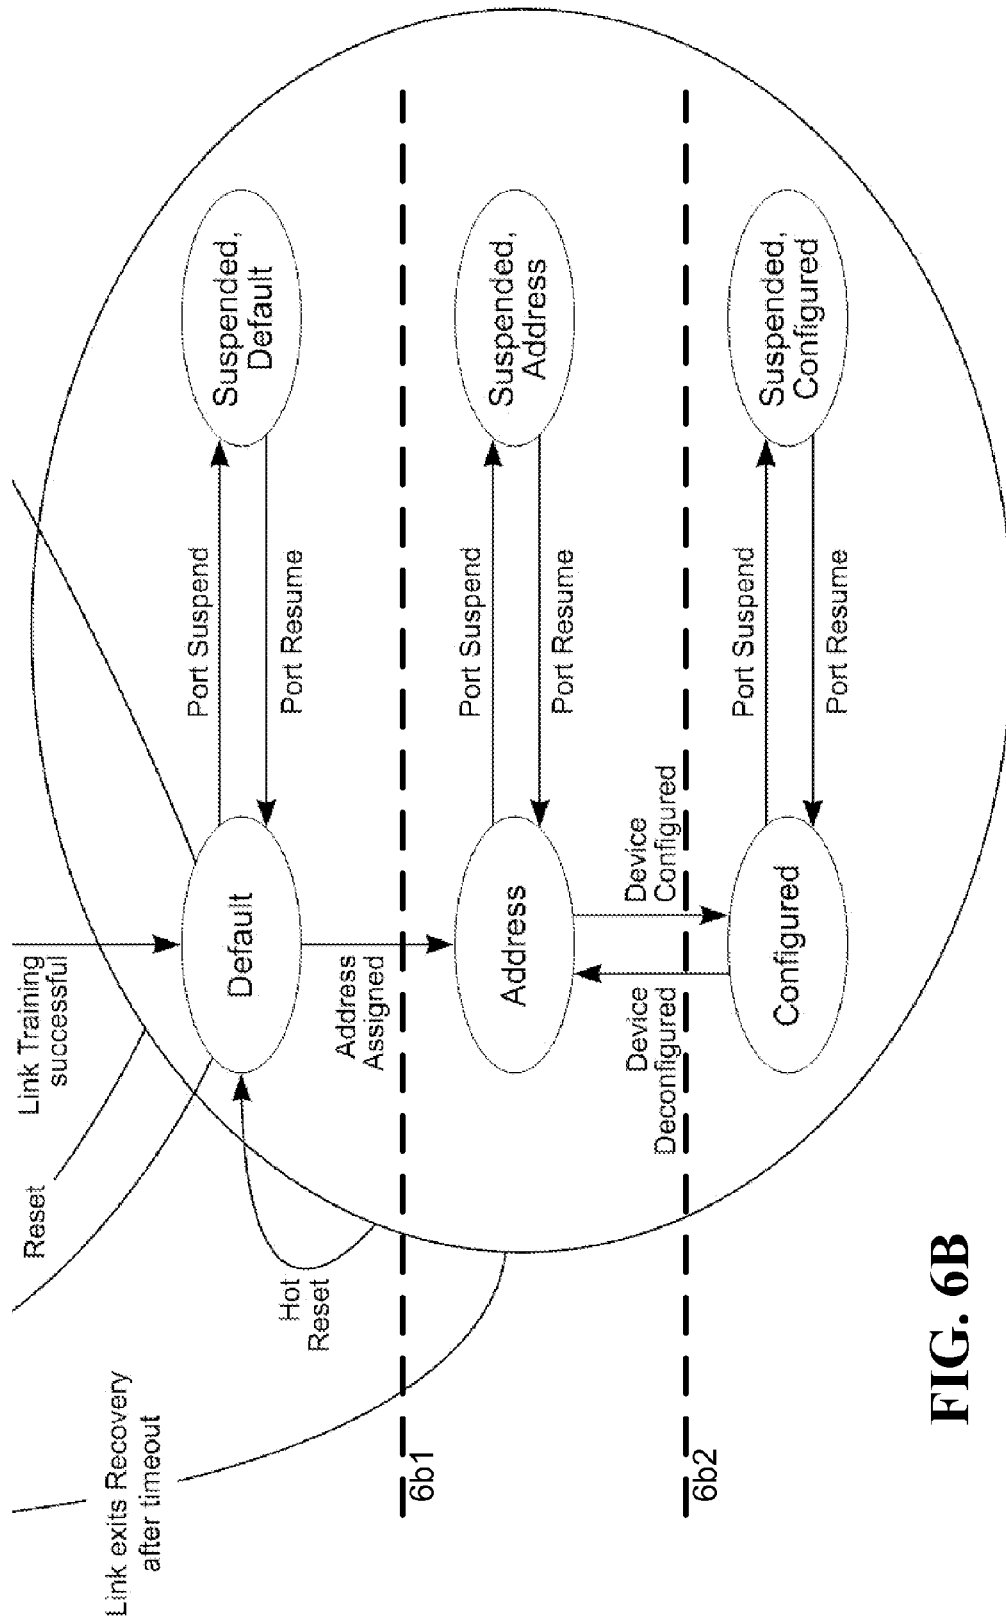 Link exits Recovery
after timeout
Reset
Link Training
successful
Hot
Reset
Default
Port Suspend
Port Resume
Suspended,
Default
Address
Assigned
6b1
Address
Port Suspend
Port Resume
Suspended,
Address
Device
Deconfigured
Device
Configured
6b2
Configured
Port Suspend
Port Resume
Suspended,
Configured
FIG. 6B